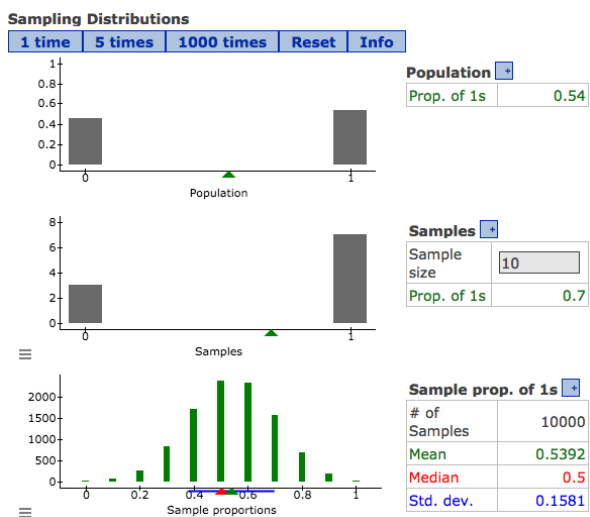 Sampling Distributions
1 time 5 times 1000 times Reset Info
1
0.8
0.6
0.4
0.2
0
0 1
Population
Population +
Prop. of 1s 0.54
8
6
4
2
0
0 1
Samples
Samples +
Sample size 10
Prop. of 1s 0.7
2000
1500
1000
500
0
0 0.2 0.4 0.6 0.8 1
Sample proportions
Sample prop. of 1s +
# of Samples 10000
Mean 0.5392
Median 0.5
Std. dev. 0.1581